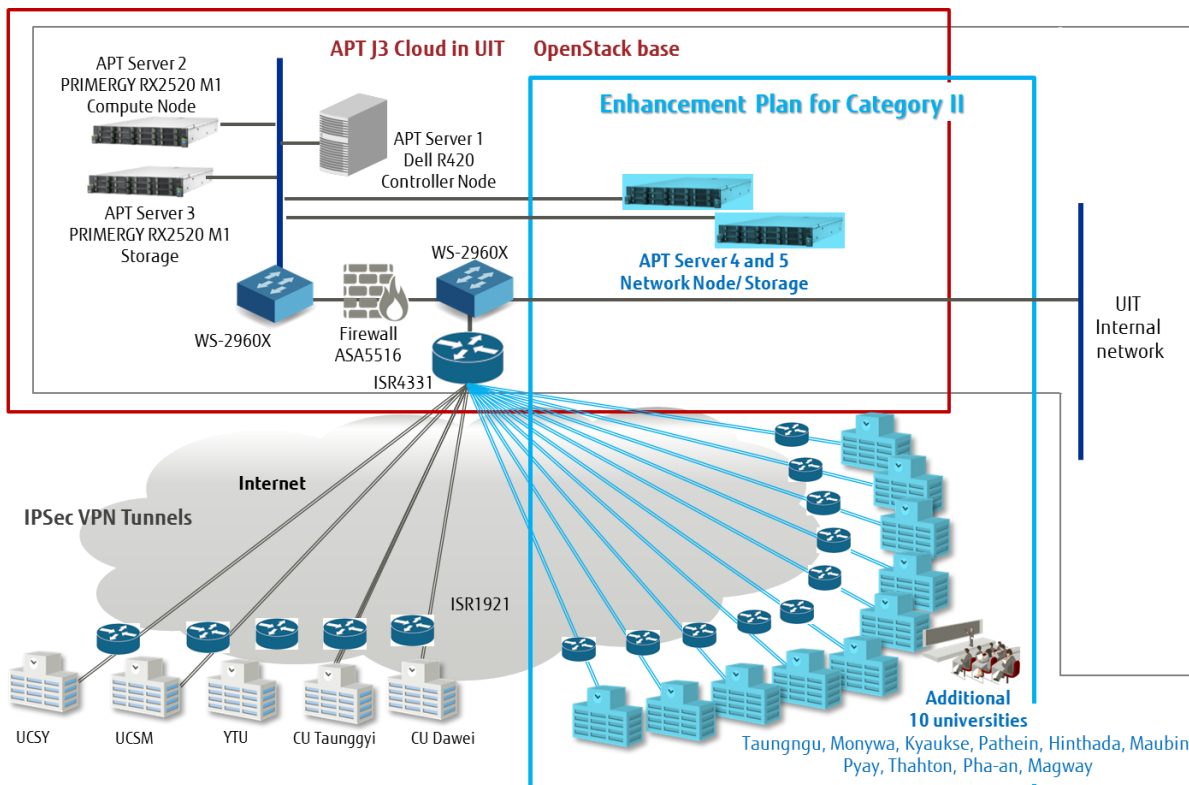 APT J3 Cloud in UIT OpenStack base
APT Server 2
PRIMERGY RX2520 M1
Compute Node
Enhancement Plan for Category II
APT Server 1
Dell R420
Controller Node
APT Server 3
PRIMERGY RX2520 M1
Storage
WS-2960X
APT Server 4 and 5
Network Node/ Storage
UIT
Internal
network
WS-2960X
Firewall
ASA5516
ISR4331
Internet
IPSec VPN Tunnels
ISR1921
UCSY
UCSM
YTU
CU Taunggyi
CU Dawei
Additional
10 universities
Taungngu, Monywa, Kyaukse, Pathein, Hinthada, Maubin
Pyay, Thahton, Pha-an, Magway